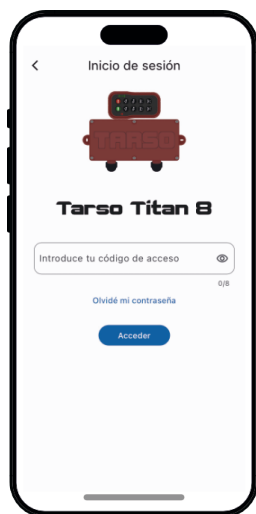 Inicio de sesión
TARSO
Tarso Titan 8
Introduce tu código de acceso
0/8
Olvidé mi contraseña
Acceder